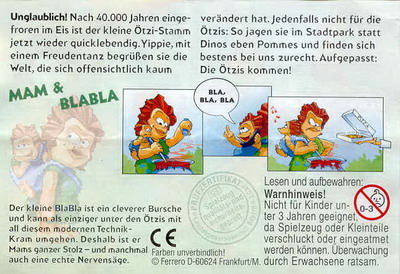 Unglaublich! Nach 40.000 Jahren einge-
froren im Eis ist der kleine Ötzi-Stamm
jetzt wieder quicklebendig. Yippie, mit
einem Freudentanz begrüßen sie die
Welt, die sich offensichtlich kaum
verändert hat. Jedenfalls nicht für die
Ötzis: So jagen sie im Stadtpark statt
Dinos eben Pommes und finden sich
bestens bei uns zurecht. Aufgepasst:
Die Ötzis kommen!
MAM &
BLABLA
BLA,
BLA, BLA
PIZZA
Der kleine BlaBla ist ein cleverer Bursche
und kann als einziger unter den Ötzis mit
all diesem modernen Technik-
Kram umgehen. Deshalb ist er
Mams ganzer Stolz – und manchmal
auch eine echte Nervensäge.
CE
Farben unverbindlich!
© Ferrero D-60624 Frankfurt/M.
Lesen und aufbewahren:
Warnhinweis!
Nicht für Kinder un-
ter 3 Jahren geeignet,
da Spielzeug oder Kleinteile
verschluckt oder eingeatmet
werden können. Überwachung
durch Erwachsene ratsam.
0-3